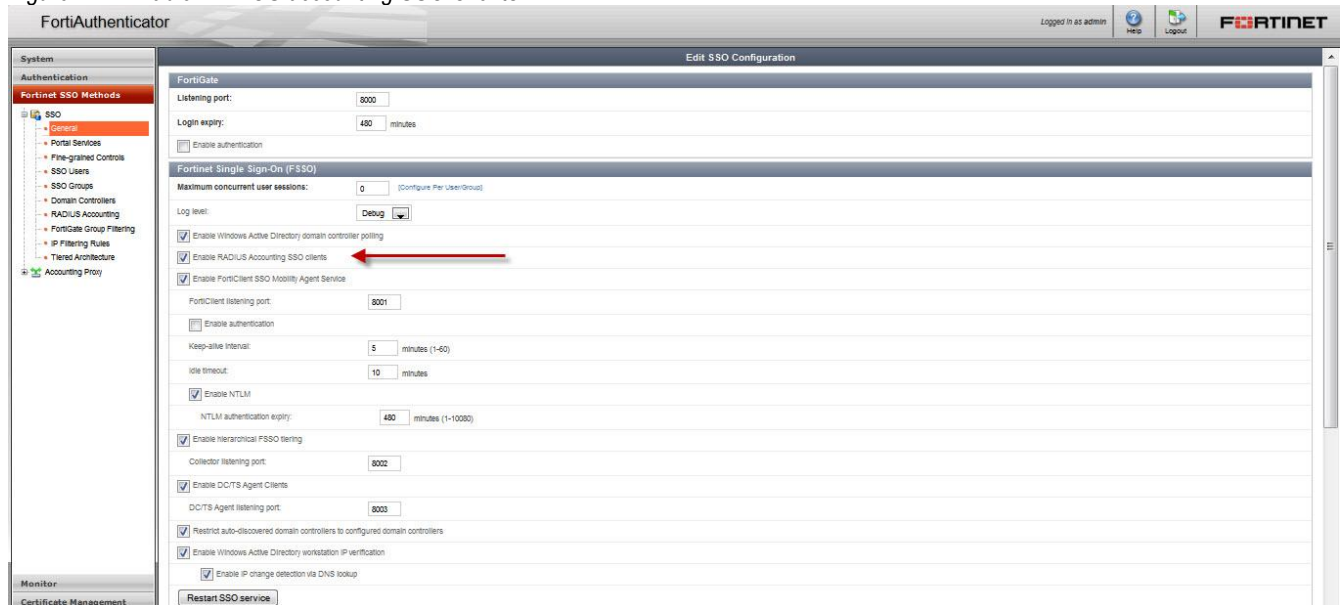 FortiAuthenticator
Logged in as admin
Help
Logout
FORTINET
System
Authentication
Fortinet SSO Methods
SSO
General
Portal Services
Fine-grained Controls
SSO Users
SSO Groups
Domain Controllers
RADIUS Accounting
FortiGate Group Filtering
IP Filtering Rules
Tiered Architecture
Accounting Proxy
Monitor
Certificate Management
Edit SSO Configuration
FortiGate
Listening port: 8000
Login expiry: 480 minutes
Enable authentication
Fortinet Single Sign-On (FSSO)
Maximum concurrent user sessions: 0 [Configure Per User/Group]
Log level: Debug
Enable Windows Active Directory domain controller polling
Enable RADIUS Accounting SSO clients
Enable FortiClient SSO Mobility Agent Service
FortiClient listening port: 8001
Enable authentication
Keep-alive interval: 5 minutes (1-60)
Idle timeout: 10 minutes
Enable NTLM
NTLM authentication expiry: 480 minutes (1-10080)
Enable hierarchical FSSO tiering
Collector listening port: 8002
Enable DC/TS Agent Clients
DC/TS Agent listening port: 8003
Restrict auto-discovered domain controllers to configured domain controllers
Enable Windows Active Directory workstation IP verification
Enable IP change detection via DNS lookup
Restart SSO service